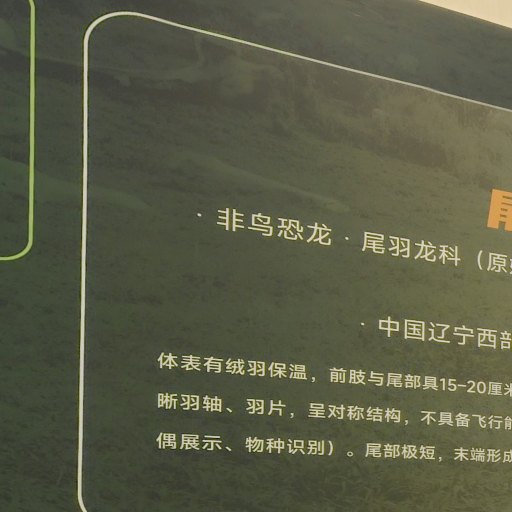 · 非鸟恐龙 · 尾羽龙科（原
· 中国辽宁西部
体表有绒羽保温，前肢与尾部具15-20厘米
晰羽轴、羽片，呈对称结构，不具备飞行能
偶展示、物种识别）。尾部极短，末端形成